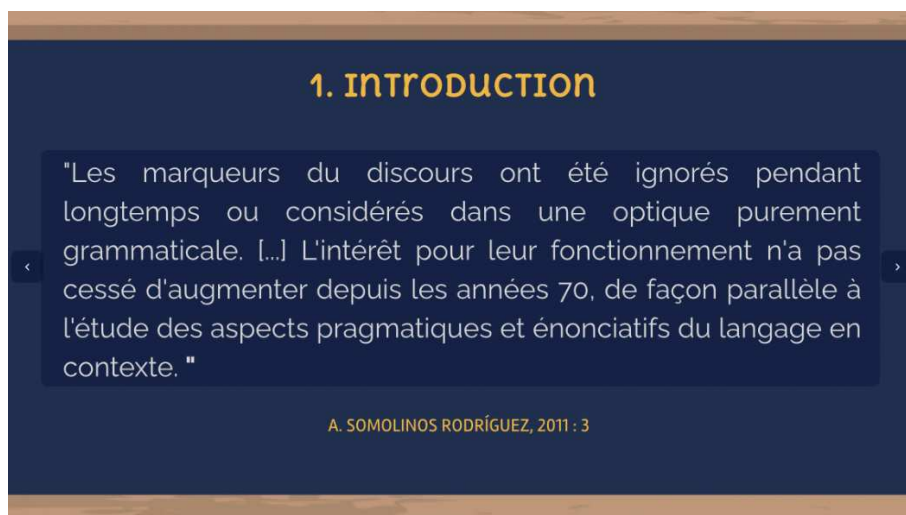 1. INTRODUCTION
"Les marqueurs du discours ont été ignorés pendant
longtemps ou considérés dans une optique purement
grammaticale. [...] L'intérêt pour leur fonctionnement n'a pas
cessé d'augmenter depuis les années 70, de façon parallèle à
l'étude des aspects pragmatiques et énonciatifs du langage en
contexte. "
A. SOMOLINOS RODRÍGUEZ, 2011 : 3